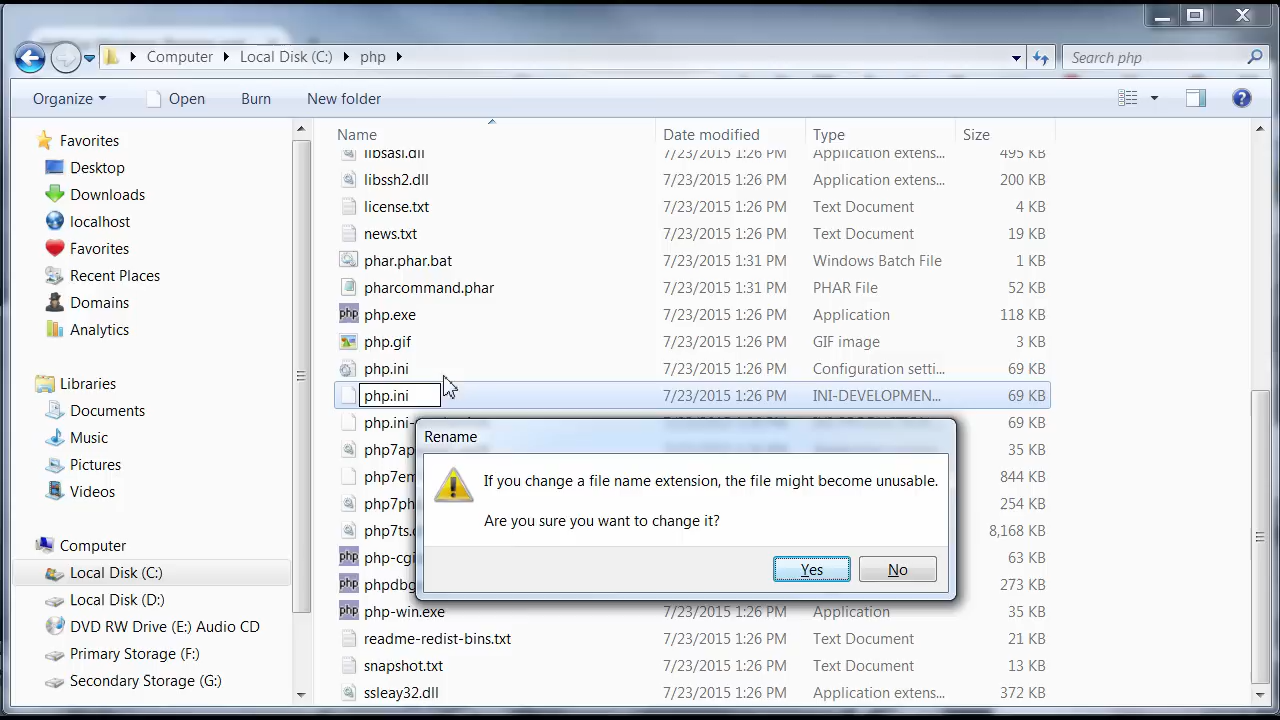 Computer Local Disk (C:) php
Search php
Organize Open Burn New folder
Favorites
Desktop
Downloads
localhost
Favorites
Recent Places
Domains
Analytics
Libraries
Documents
Music
Pictures
Videos
Computer
Local Disk (C:)
Local Disk (D:)
DVD RW Drive (E:) Audio CD
Primary Storage (F:)
Secondary Storage (G:)
Name Date modified Type Size
libsasl.dll 7/23/2015 1:26 PM Application extens... 495 KB
libssh2.dll 7/23/2015 1:26 PM Application extens... 200 KB
license.txt 7/23/2015 1:26 PM Text Document 4 KB
news.txt 7/23/2015 1:26 PM Text Document 19 KB
phar.phar.bat 7/23/2015 1:31 PM Windows Batch File 1 KB
pharcommand.phar 7/23/2015 1:31 PM PHAR File 52 KB
php php.exe 7/23/2015 1:26 PM Application 118 KB
php.gif 7/23/2015 1:26 PM GIF image 3 KB
php.ini 7/23/2015 1:26 PM Configuration setti... 69 KB
php.ini 7/23/2015 1:26 PM INI-DEVELOPMEN... 69 KB
php.ini- 69 KB
php7ap 35 KB
php7em 844 KB
php7ph 254 KB
php7ts. 8,168 KB
php php-cgi 63 KB
php phpdbg 273 KB
php php-win.exe 7/23/2015 1:26 PM Application 35 KB
readme-redist-bins.txt 7/23/2015 1:26 PM Text Document 21 KB
snapshot.txt 7/23/2015 1:26 PM Text Document 13 KB
ssleay32.dll 7/23/2015 1:26 PM Application extens... 372 KB
Rename
If you change a file name extension, the file might become unusable.
Are you sure you want to change it?
Yes No